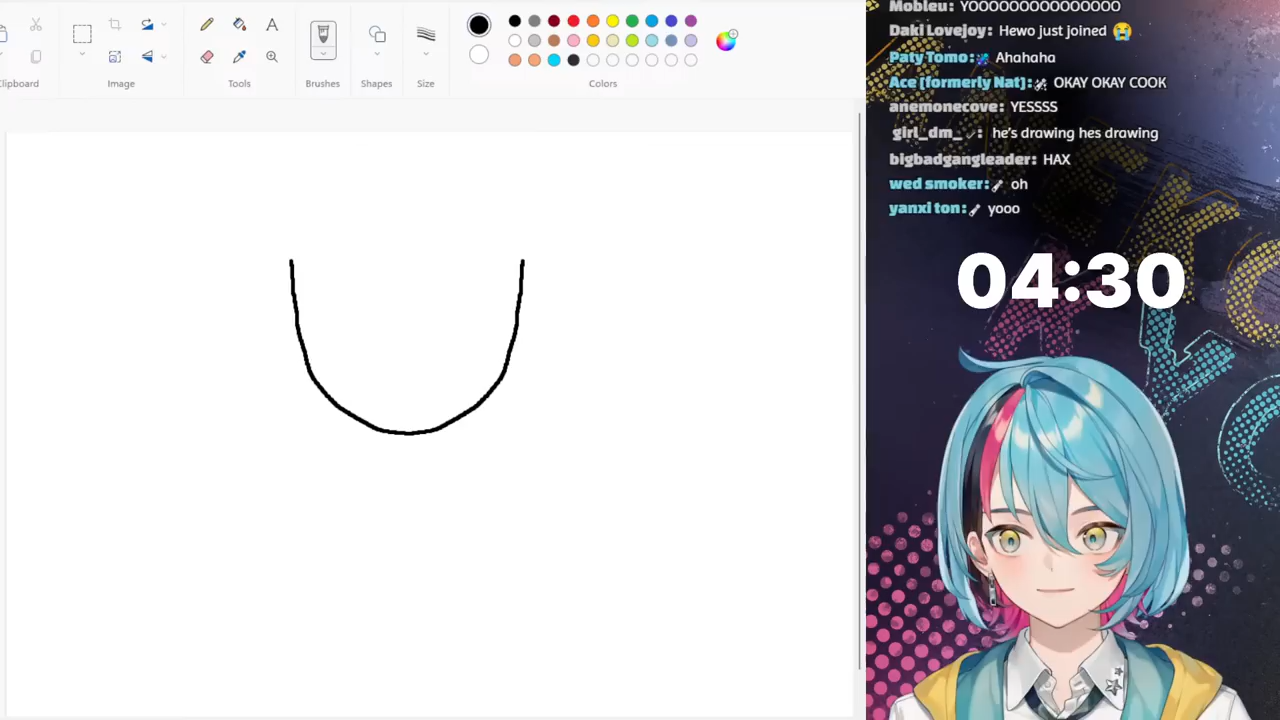 Clipboard
Image
Tools
Brushes
Shapes
Size
Colors
Mobleu: YOOOOOOOOOOOOOOO
Daki Lovejoy: Hewo just joined 😭
Paty Tomo: Ahahaha
Ace [formerly Nat]: OKAY OKAY COOK
anemonecove: YESSSS
girl_dm_: he's drawing hes drawing
bigbadgangleader: HAX
wed smoker: oh
yanxi ton: yooo
04:30